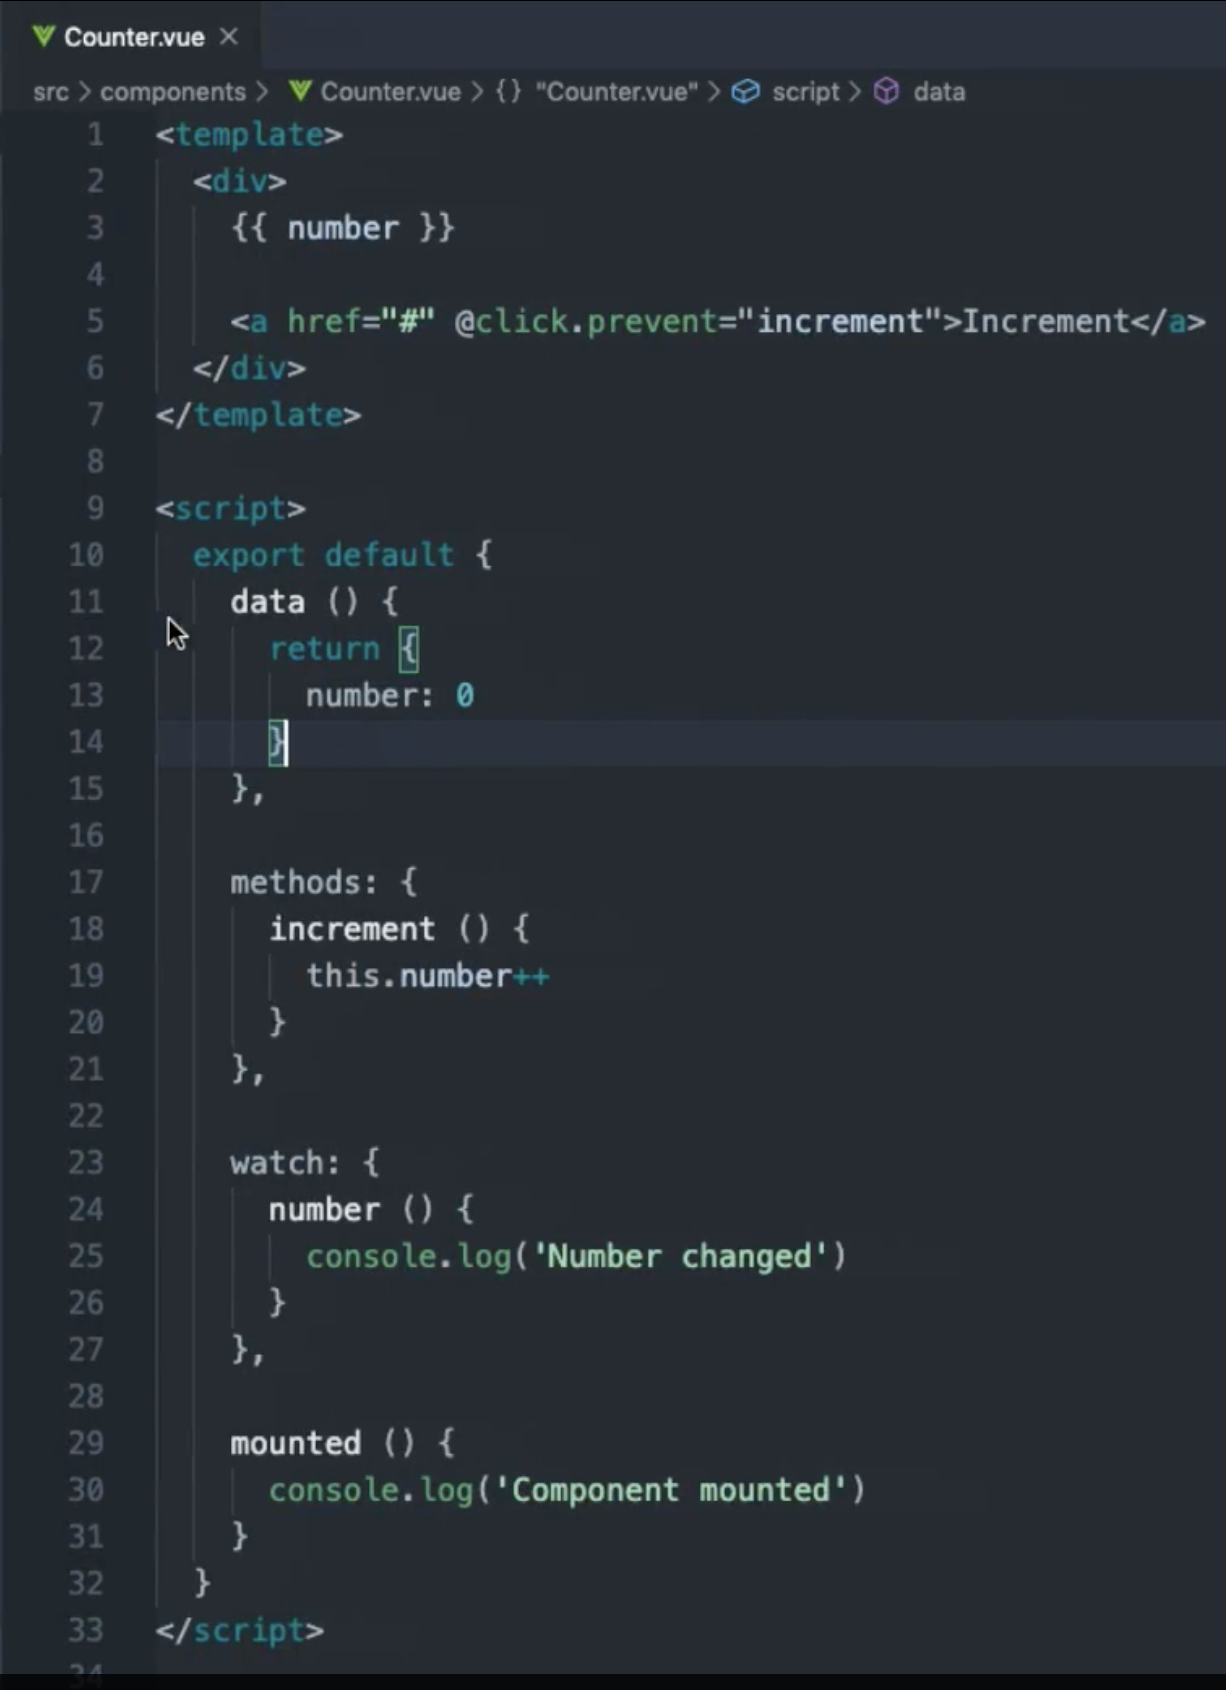 Counter.vue ×
src > components > Counter.vue > {} "Counter.vue" > script > data
1 <template>
2   <div>
3     {{ number }}
4
5     <a href="#" @click.prevent="increment">Increment</a>
6   </div>
7 </template>
8
9 <script>
10   export default {
11     data () {
12       return {
13         number: 0
14       }
15     },
16
17     methods: {
18       increment () {
19         this.number++
20       }
21     },
22
23     watch: {
24       number () {
25         console.log('Number changed')
26       }
27     },
28
29     mounted () {
30       console.log('Component mounted')
31     }
32   }
33 </script>
34